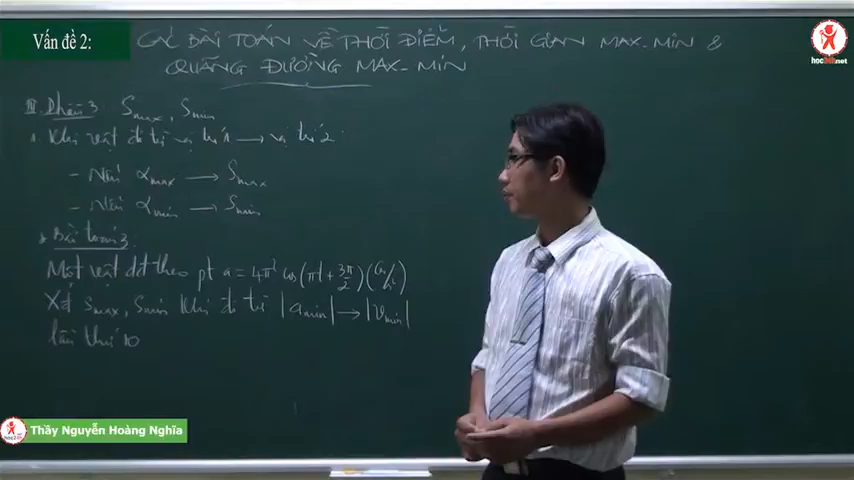 Vấn đề 2:
CÁC BÀI TOÁN VỀ THỜI ĐIỂM, THỜI GIAN MAX-MIN &
QUÃNG ĐƯỜNG MAX-MIN
hoc24h.net
III. Phần 3 Smax, Smin
1. Khi vật đi từ vị trí 1 → vị trí 2
- Nếu αmax → Smax
- Nếu αmin → Smin
Bài toán 3
Một vật dđ theo pt a = 4π² cos(πt + 3π/2)(cm/s²)
Xđ Smax, Smin khi đi từ |amin| → |vmin|
lần thứ 10
Thầy Nguyễn Hoàng Nghĩa